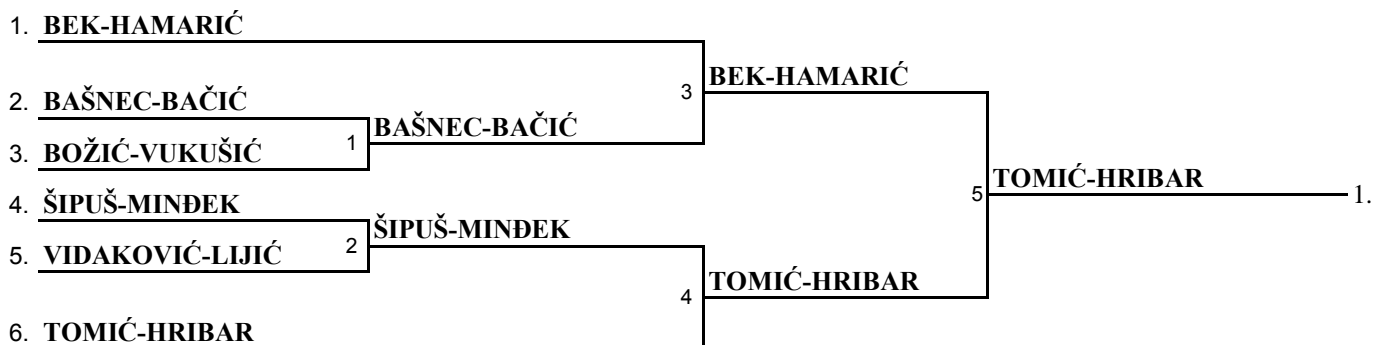 1. BEK-HAMARIĆ
3 BEK-HAMARIĆ
2. BAŠNEC-BAČIĆ
1 BAŠNEC-BAČIĆ
3. BOŽIĆ-VUKUŠIĆ
5 TOMIĆ-HRIBAR 1.
4. ŠIPUŠ-MINĐEK
2 ŠIPUŠ-MINĐEK
5. VIDAKOVIĆ-LIJIĆ
4 TOMIĆ-HRIBAR
6. TOMIĆ-HRIBAR